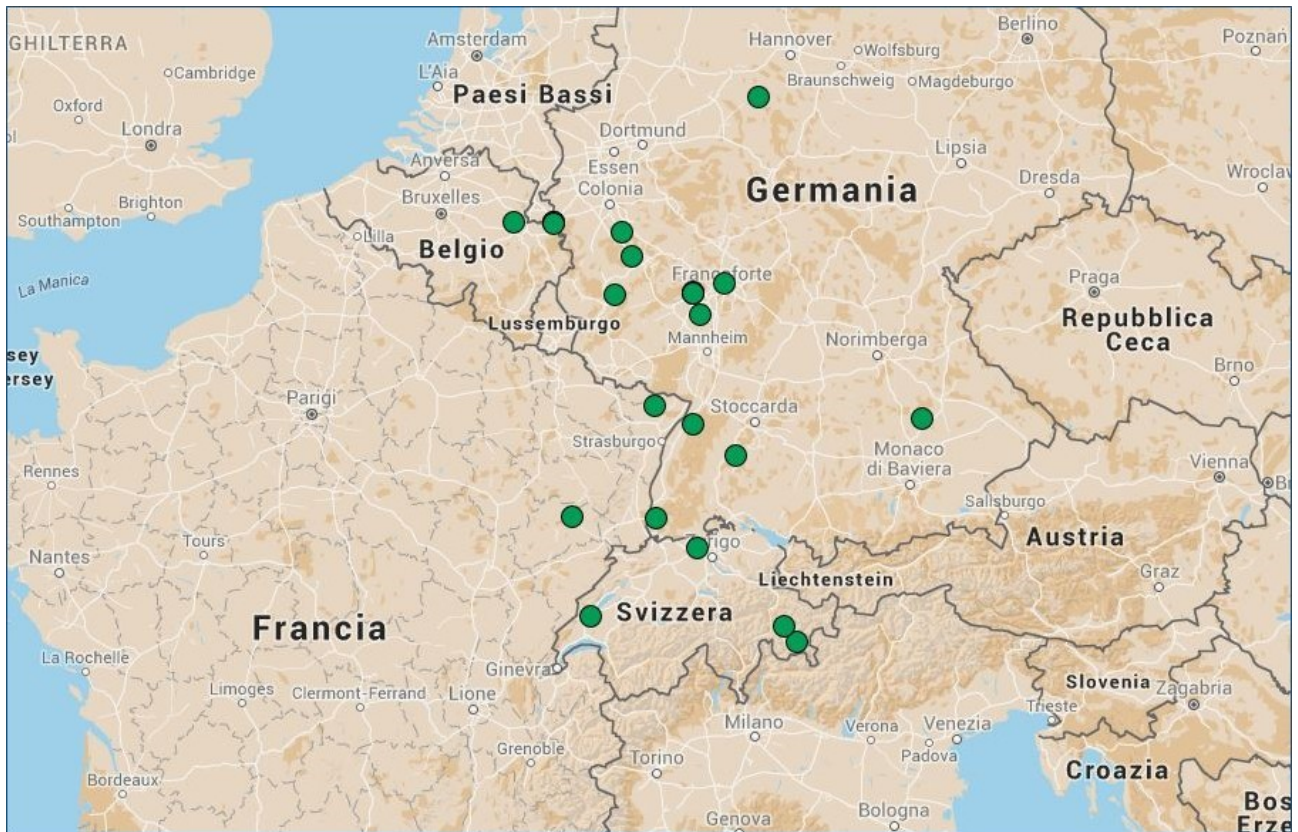 GHILTERRA
Cambridge
Oxford
ol
Londra
Brighton
Southampton
La Manica
sey
ersey
Amsterdam
L'Aia
Paesi Bassi
Anversa
Bruxelles
Belgio
Lilla
Lussemburgo
Hannover
Wolfsburg
Braunschweig
Magdeburgo
Berlino
Poznań
Dortmund
Essen
Colonia
Lipsia
Dresda
Wrocław
Germania
Francoforte
Mannheim
Norimberga
Praga
Repubblica
Ceca
Brno
Parigi
Stoccarda
Strasburgo
Monaco
di Baviera
Vienna
Br
Salisburgo
Rennes
Nantes
Tours
rigo
Austria
Graz
Liechtenstein
Svizzera
Francia
La Rochelle
Ginevra
Limoges
Clermont-Ferrand
Lione
Slovenia
Zagabria
Trieste
Milano
Verona
Venezia
Padova
Grenoble
Torino
Croazia
Bordeaux
Genova
Bologna
Bos
Erze